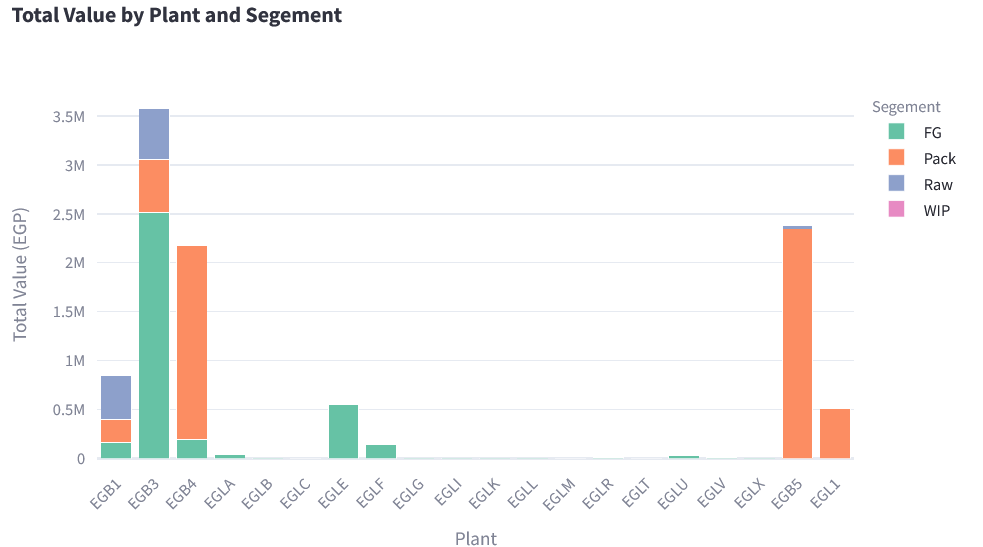 Total Value by Plant and Segement
Segement
FG
Pack
Raw
WIP
Total Value (EGP)
3.5M
3M
2.5M
2M
1.5M
1M
0.5M
0
EGB1
EGB3
EGB4
EGLA
EGLB
EGLC
EGLE
EGLF
EGLG
EGLI
EGLK
EGLL
EGLM
EGLR
EGLT
EGLU
EGLV
EGLX
EGB5
EGL1
Plant